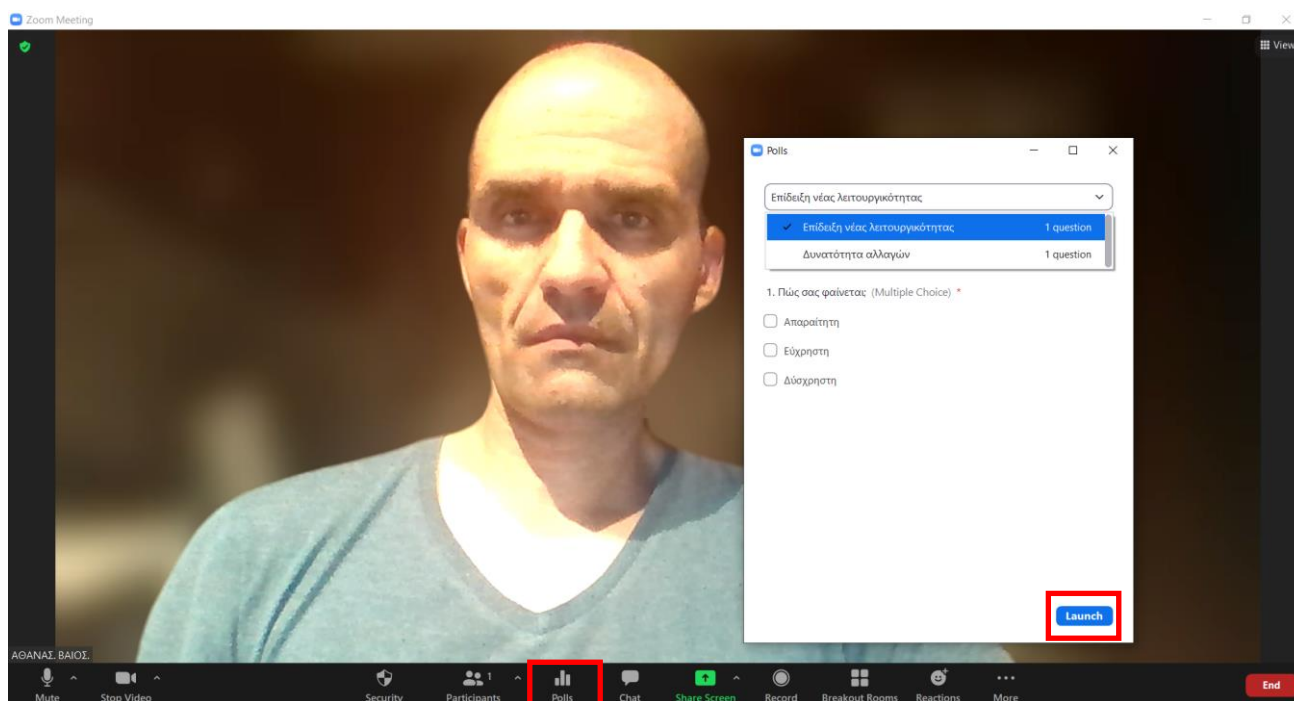 Zoom Meeting
View
Polls
Επίδειξη νέας λειτουργικότητας
Επίδειξη νέας λειτουργικότητας 1 question
Δυνατότητα αλλαγών 1 question
1. Πώς σας φαίνεται; (Multiple Choice) *
Απαραίτητη
Εύχρηστη
Δύσχρηστη
Launch
ΑΘΑΝΑΣ. ΒΑΙΟΣ.
Mute Stop Video Security Participants 1 Polls Chat Share Screen Record Breakout Rooms Reactions More End